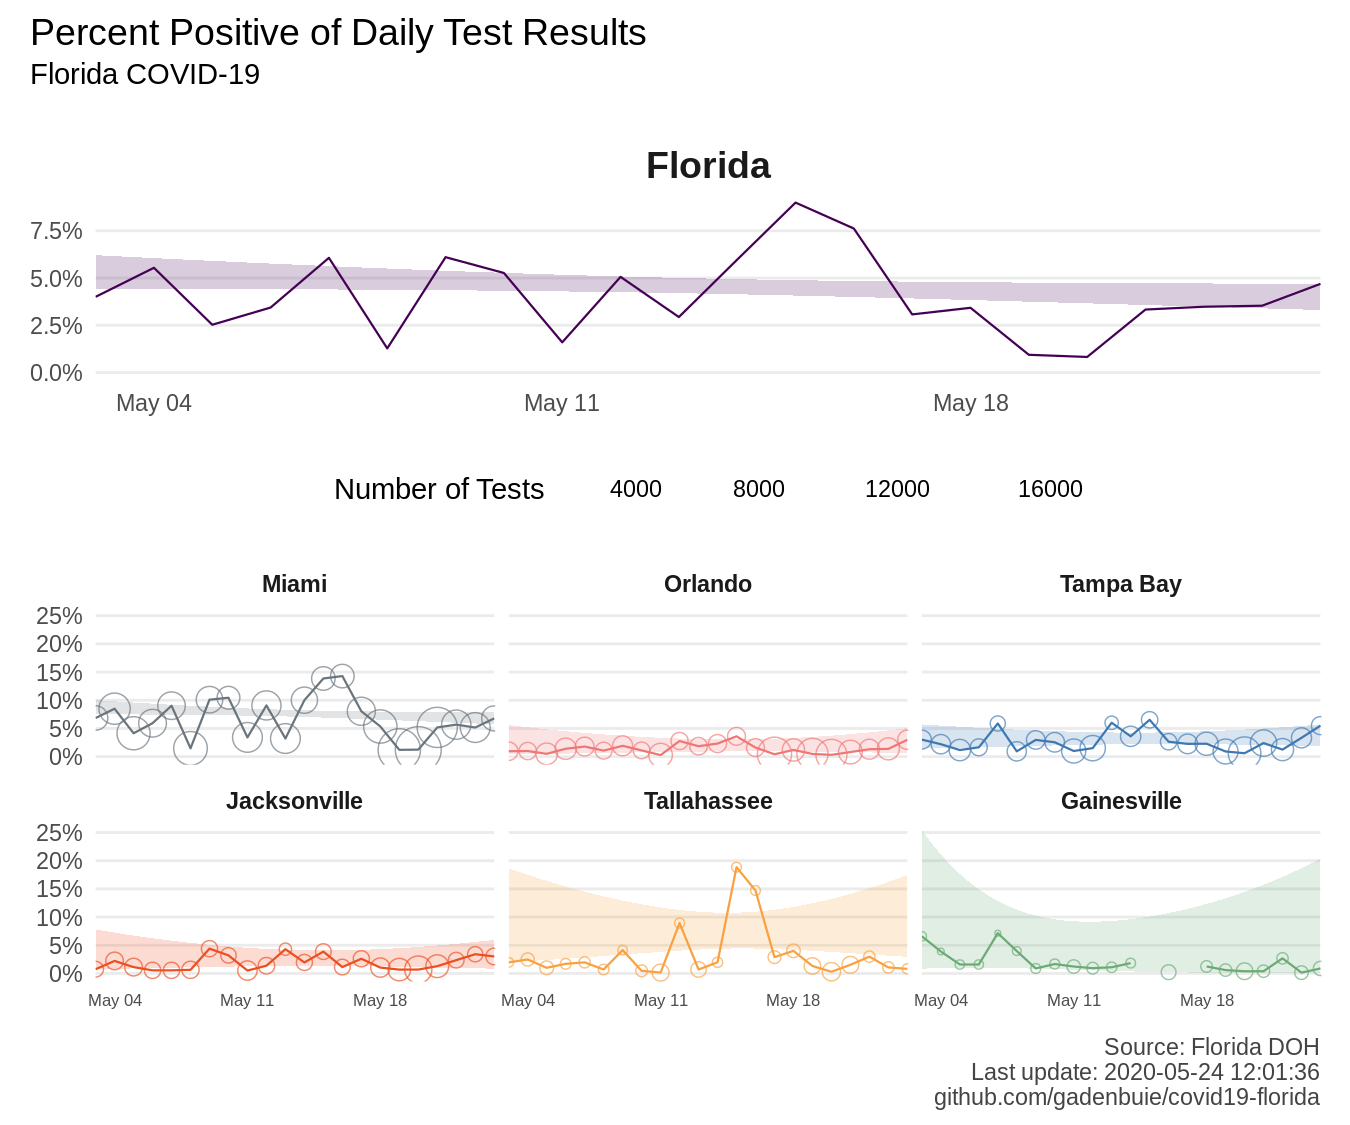 Percent Positive of Daily Test Results
Florida COVID-19
Florida
7.5%
5.0%
2.5%
0.0%
May 04 May 11 May 18
Number of Tests 4000 8000 12000 16000
Miami Orlando Tampa Bay
25%
20%
15%
10%
5%
0%
Jacksonville Tallahassee Gainesville
25%
20%
15%
10%
5%
0%
May 04 May 11 May 18 May 04 May 11 May 18 May 04 May 11 May 18
Source: Florida DOH
Last update: 2020-05-24 12:01:36
github.com/gadenbuie/covid19-florida